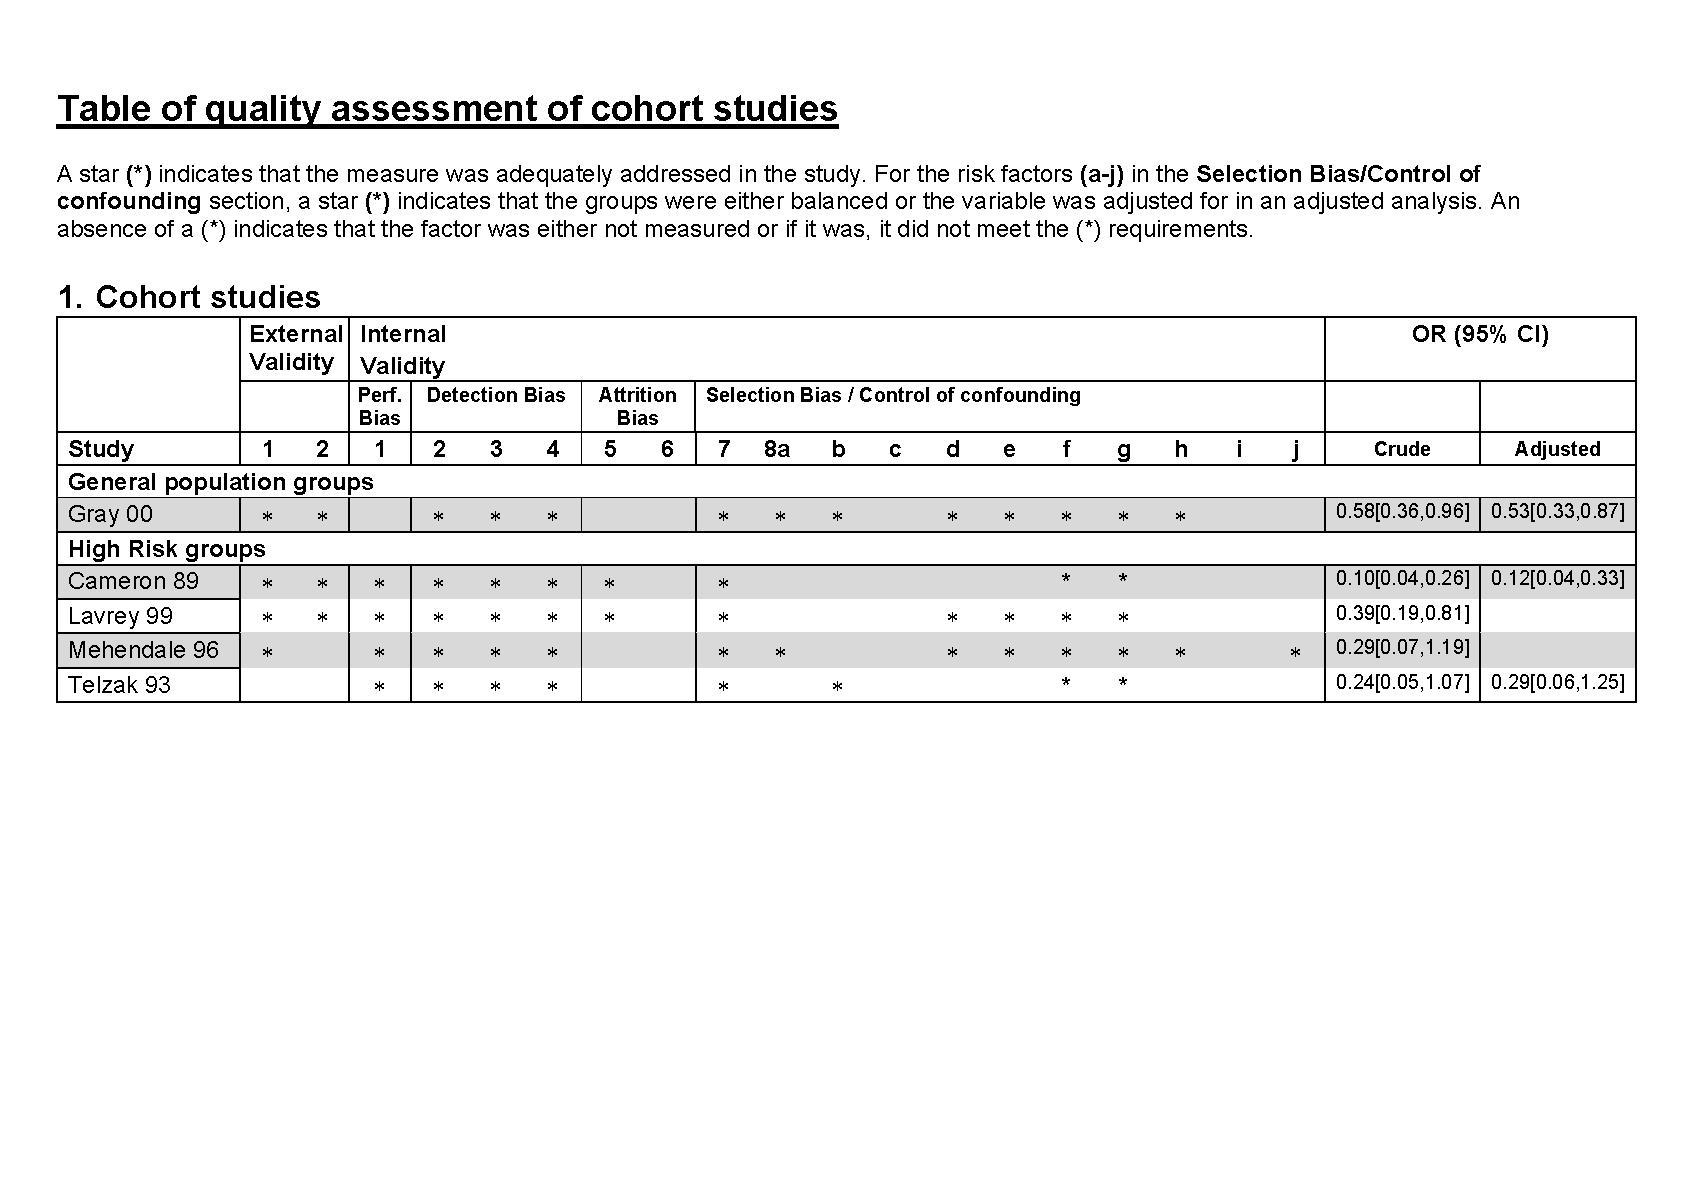 Table of quality assessment of cohort studies
A star (*) indicates that the measure was adequately addressed in the study. For the risk factors (a-j) in the Selection Bias/Control of
confounding section, a star (*) indicates that the groups were either balanced or the variable was adjusted for in an adjusted analysis. An
absence of a (*) indicates that the factor was either not measured or if it was, it did not meet the (*) requirements.
1. Cohort studies
External Internal OR (95% CI)
Validity Validity
Perf. Detection Bias Attrition Selection Bias / Control of confounding
Bias Bias
Study 1 2 1 2 3 4 5 6 7 8a b c d e f g h i j Crude Adjusted
General population groups
Gray 00 * * * * * * * * * * * * * 0.58[0.36,0.96] 0.53[0.33,0.87]
High Risk groups
Cameron 89 * * * * * * * * * * 0.10[0.04,0.26] 0.12[0.04,0.33]
Lavrey 99 * * * * * * * * * * * * 0.39[0.19,0.81]
Mehendale 96 * * * * * * * * * * * * * 0.29[0.07,1.19]
Telzak 93 * * * * * * * * 0.24[0.05,1.07] 0.29[0.06,1.25]